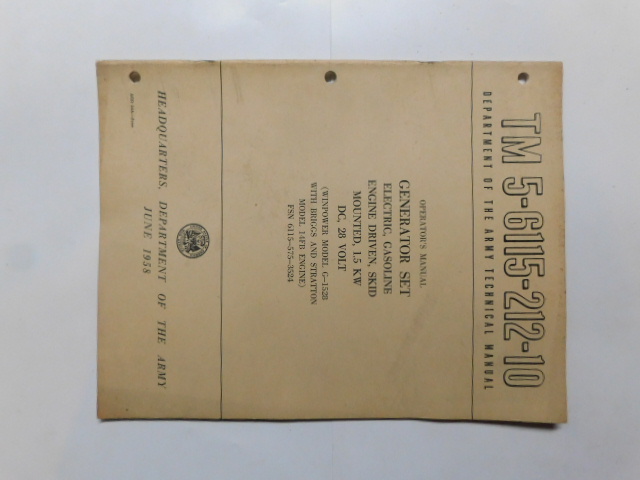 TM 5-6115-212-10
DEPARTMENT OF THE ARMY TECHNICAL MANUAL
OPERATOR'S MANUAL
GENERATOR SET
ELECTRIC, GASOLINE
ENGINE DRIVEN, SKID
MOUNTED, 1.5 KW
DC, 28 VOLT
(WINPOWER MODEL G-1528
WITH BRIGGS AND STRATTON
MODEL 14FB ENGINE)
FSN 6115-575-3524
HEADQUARTERS, DEPARTMENT OF THE ARMY
JUNE 1958